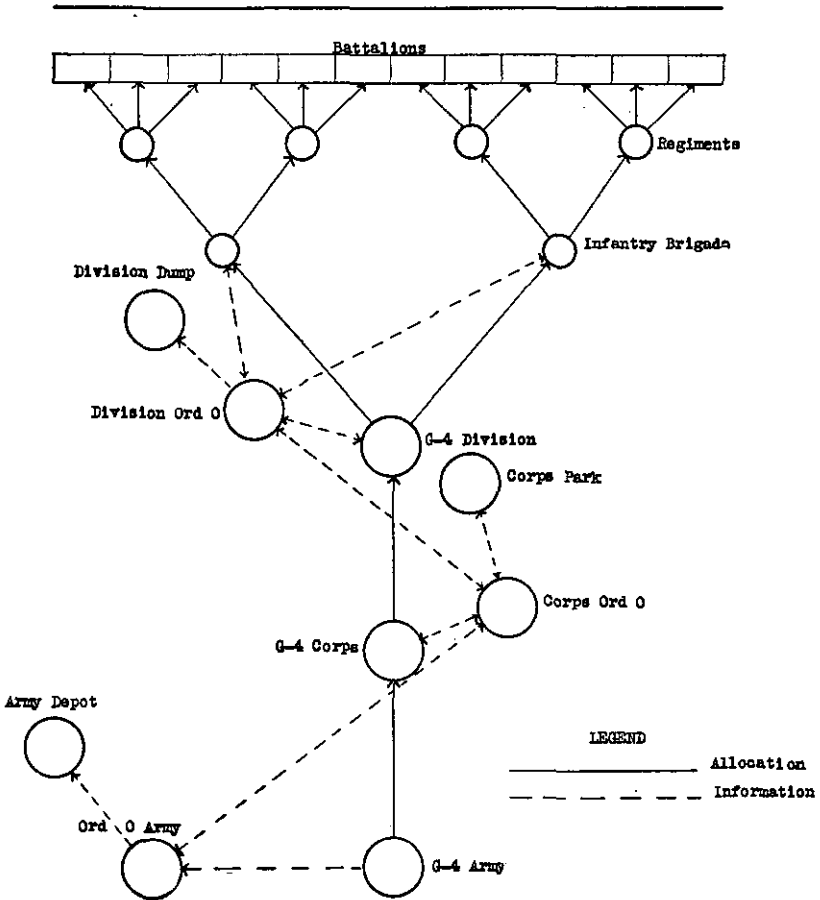 Battalions
Regiments
Infantry Brigade
Division Dump
Division Ord O
G-4 Division
Corps Park
Corps Ord O
G-4 Corps
Army Depot
LEGEND
Allocation
Information
Ord O Army
G-4 Army